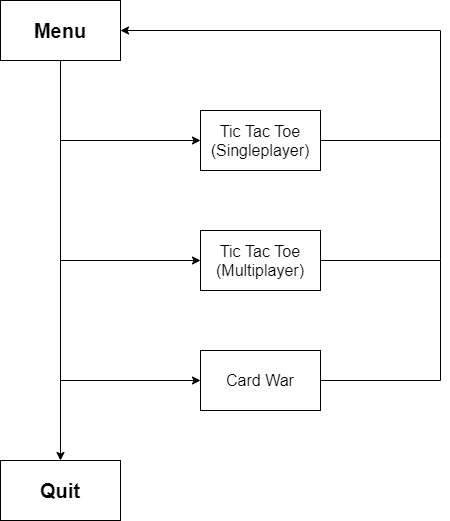 Menu
Tic Tac Toe
(Singleplayer)
Tic Tac Toe
(Multiplayer)
Card War
Quit